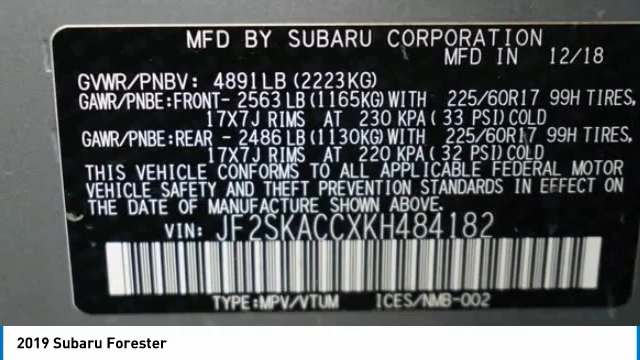 MFD BY SUBARU CORPORATION
MFD IN 12/18
GVWR/PNBV: 4891LB(2223KG)
GAWR/PNBE:FRONT-2563LB(1165KG)WITH 225/60R17 99H TIRES,
17X7J RIMS AT 230 KPA(33 PSI)COLD
GAWR/PNBE:REAR -2486LB(1130KG)WITH 225/60R17 99H TIRES,
17X7J RIMS AT 220 KPA(32 PSI)COLD
THIS VEHICLE CONFORMS TO ALL APPLICABLE FEDERAL MOTOR
VEHICLE SAFETY AND THEFT PREVENTION STANDARDS IN EFFECT ON
THE DATE OF MANUFACTURE SHOWN ABOVE.
VIN: JF2SKACCXKH484182
TYPE:MPV/VTUM ICES/NMB-002
2019 Subaru Forester